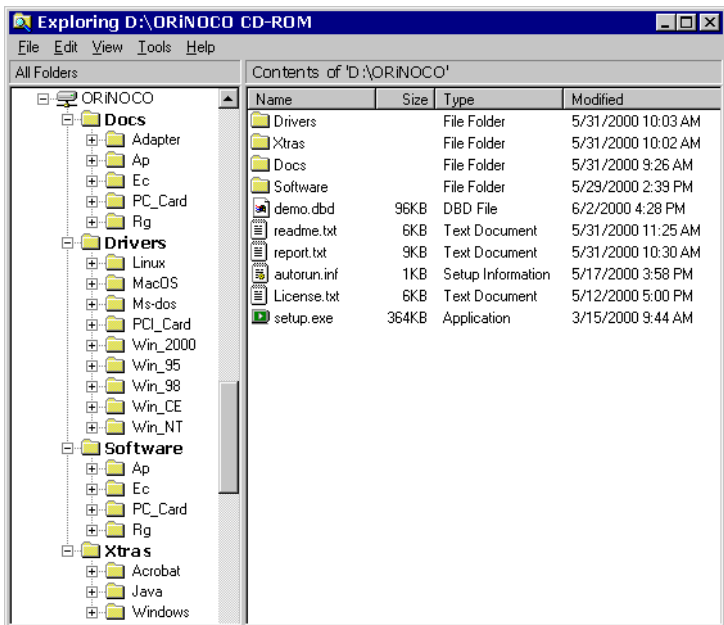 Exploring D:\ORiNOCO CD-ROM
File Edit View Tools Help
All Folders
ORiNOCO
Docs
Adapter
Ap
Ec
PC_Card
Rg
Drivers
Linux
MacOS
Ms-dos
PCI_Card
Win_2000
Win_95
Win_98
Win_CE
Win_NT
Software
Ap
Ec
PC_Card
Rg
Xtras
Acrobat
Java
Windows
Contents of 'D:\ORiNOCO'
Name Size Type Modified
Drivers File Folder 5/31/2000 10:03 AM
Xtras File Folder 5/31/2000 10:02 AM
Docs File Folder 5/31/2000 9:26 AM
Software File Folder 5/29/2000 2:39 PM
demo.dbd 96KB DBD File 6/2/2000 4:28 PM
readme.txt 6KB Text Document 5/31/2000 11:25 AM
report.txt 9KB Text Document 5/31/2000 10:30 AM
autorun.inf 1KB Setup Information 5/17/2000 3:58 PM
License.txt 6KB Text Document 5/12/2000 5:00 PM
setup.exe 364KB Application 3/15/2000 9:44 AM